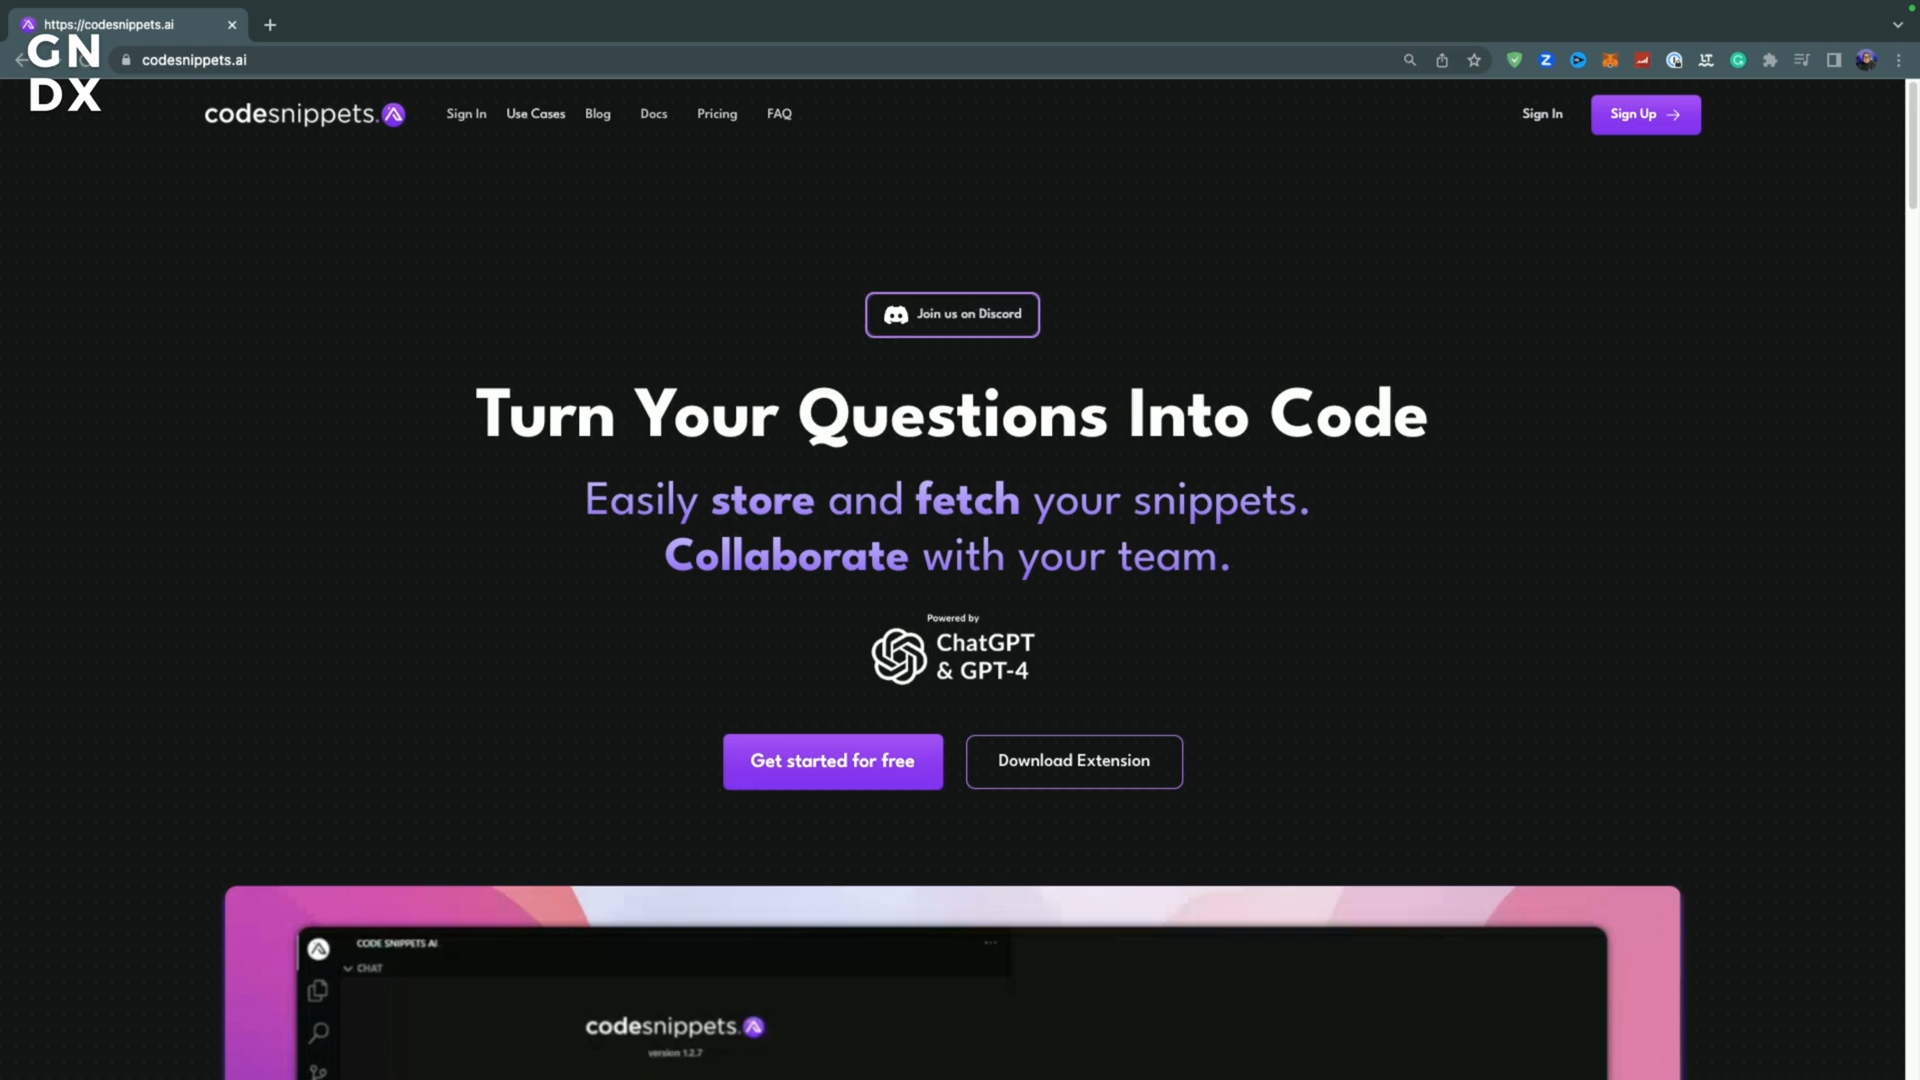 https://codesnippets.ai
GN
DX
codesnippets.ai
codesnippets.
Sign In
Use Cases
Blog
Docs
Pricing
FAQ
Sign In
Sign Up
Join us on Discord
Turn Your Questions Into Code
Easily store and fetch your snippets.
Collaborate with your team.
Powered by
ChatGPT
& GPT-4
Get started for free
Download Extension
CODE SNIPPETS AI
CHAT
codesnippets.
version 1.2.7